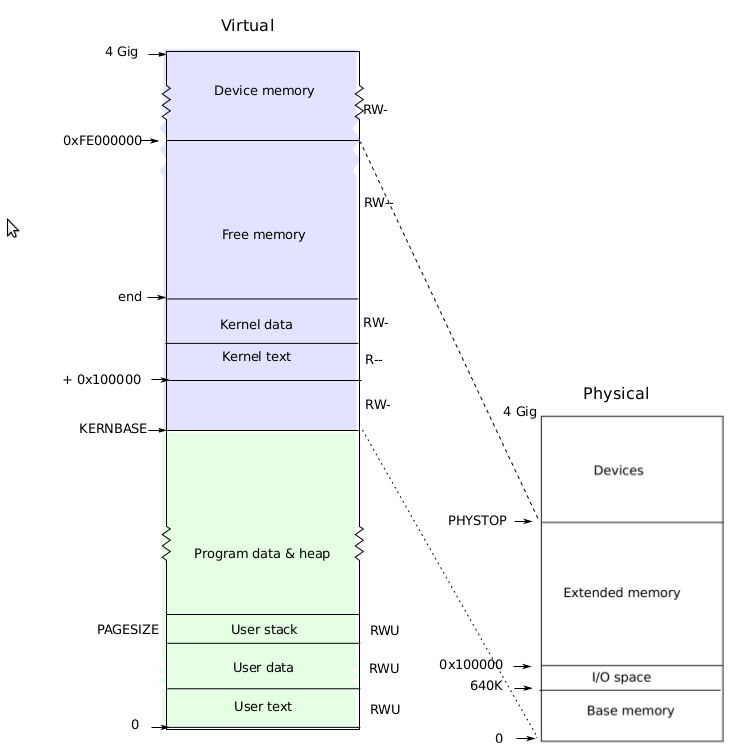 Virtual
4 Gig
Device memory
RW-
0xFE000000
RW--
Free memory
end
Kernel data
RW-
Kernel text
R--
+ 0x100000
RW-
KERNBASE
Program data & heap
PAGESIZE
User stack
RWU
User data
RWU
User text
RWU
0
Physical
4 Gig
Devices
PHYSTOP
Extended memory
0x100000
I/O space
640K
Base memory
0